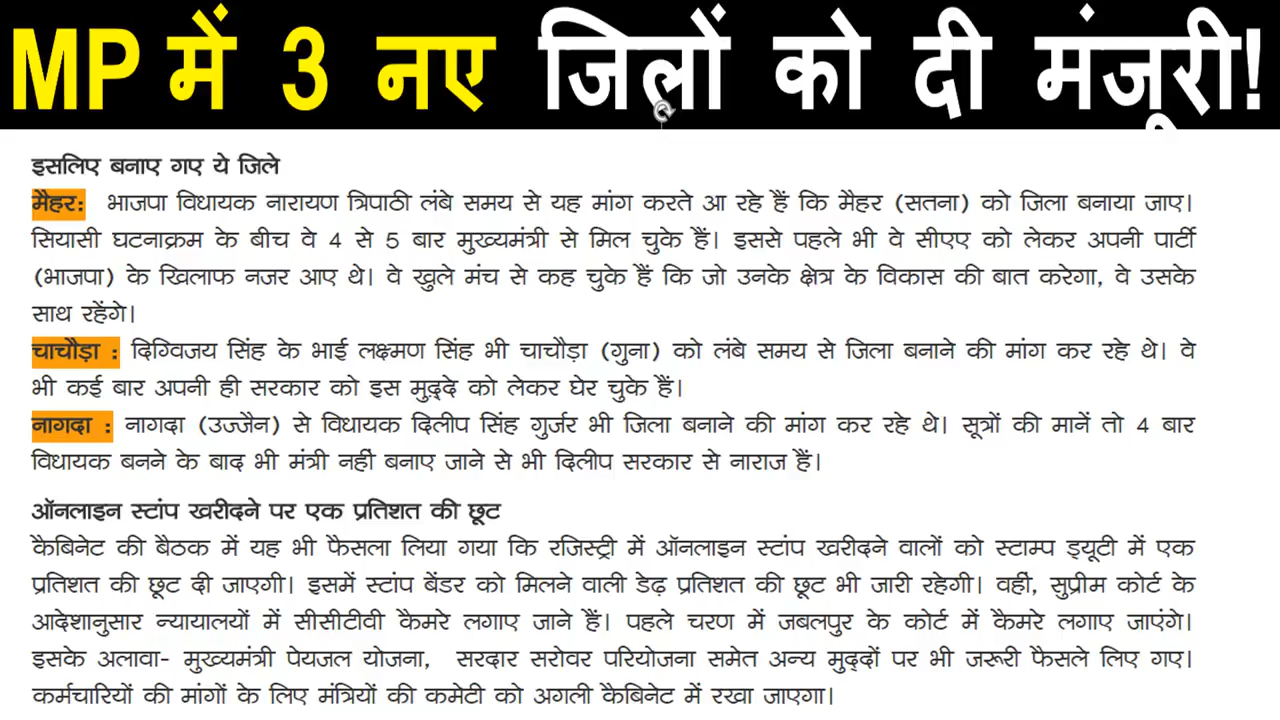 MP में 3 नए जिलों को दी मंजूरी!
इसलिए बनाए गए ये जिले
मैहर: भाजपा विधायक नारायण त्रिपाठी लंबे समय से यह मांग करते आ रहे हैं कि मैहर (सतना) को जिला बनाया जाए।
सियासी घटनाक्रम के बीच वे 4 से 5 बार मुख्यमंत्री से मिल चुके हैं। इससे पहले भी वे सीएए को लेकर अपनी पार्टी
(भाजपा) के खिलाफ नजर आए थे। वे खुले मंच से कह चुके हैं कि जो उनके क्षेत्र के विकास की बात करेगा, वे उसके
साथ रहेंगे।
चाचौड़ा : दिग्विजय सिंह के भाई लक्ष्मण सिंह भी चाचौड़ा (गुना) को लंबे समय से जिला बनाने की मांग कर रहे थे। वे
भी कई बार अपनी ही सरकार को इस मुद्दे को लेकर घेर चुके हैं।
नागदा : नागदा (उज्जैन) से विधायक दिलीप सिंह गुर्जर भी जिला बनाने की मांग कर रहे थे। सूत्रों की मानें तो 4 बार
विधायक बनने के बाद भी मंत्री नहीं बनाए जाने से भी दिलीप सरकार से नाराज हैं।
ऑनलाइन स्टांप खरीदने पर एक प्रतिशत की छूट
कैबिनेट की बैठक में यह भी फैसला लिया गया कि रजिस्ट्री में ऑनलाइन स्टांप खरीदने वालों को स्टाम्प ड्यूटी में एक
प्रतिशत की छूट दी जाएगी। इसमें स्टांप बेंडर को मिलने वाली डेढ़ प्रतिशत की छूट भी जारी रहेगी। वहीं, सुप्रीम कोर्ट के
आदेशानुसार न्यायालयों में सीसीटीवी कैमरे लगाए जाने हैं। पहले चरण में जबलपुर के कोर्ट में कैमरे लगाए जाएंगे।
इसके अलावा- मुख्यमंत्री पेयजल योजना, सरदार सरोवर परियोजना समेत अन्य मुद्दों पर भी जरूरी फैसले लिए गए।
कर्मचारियों की मांगों के लिए मंत्रियों की कमेटी को अगली कैबिनेट में रखा जाएगा।